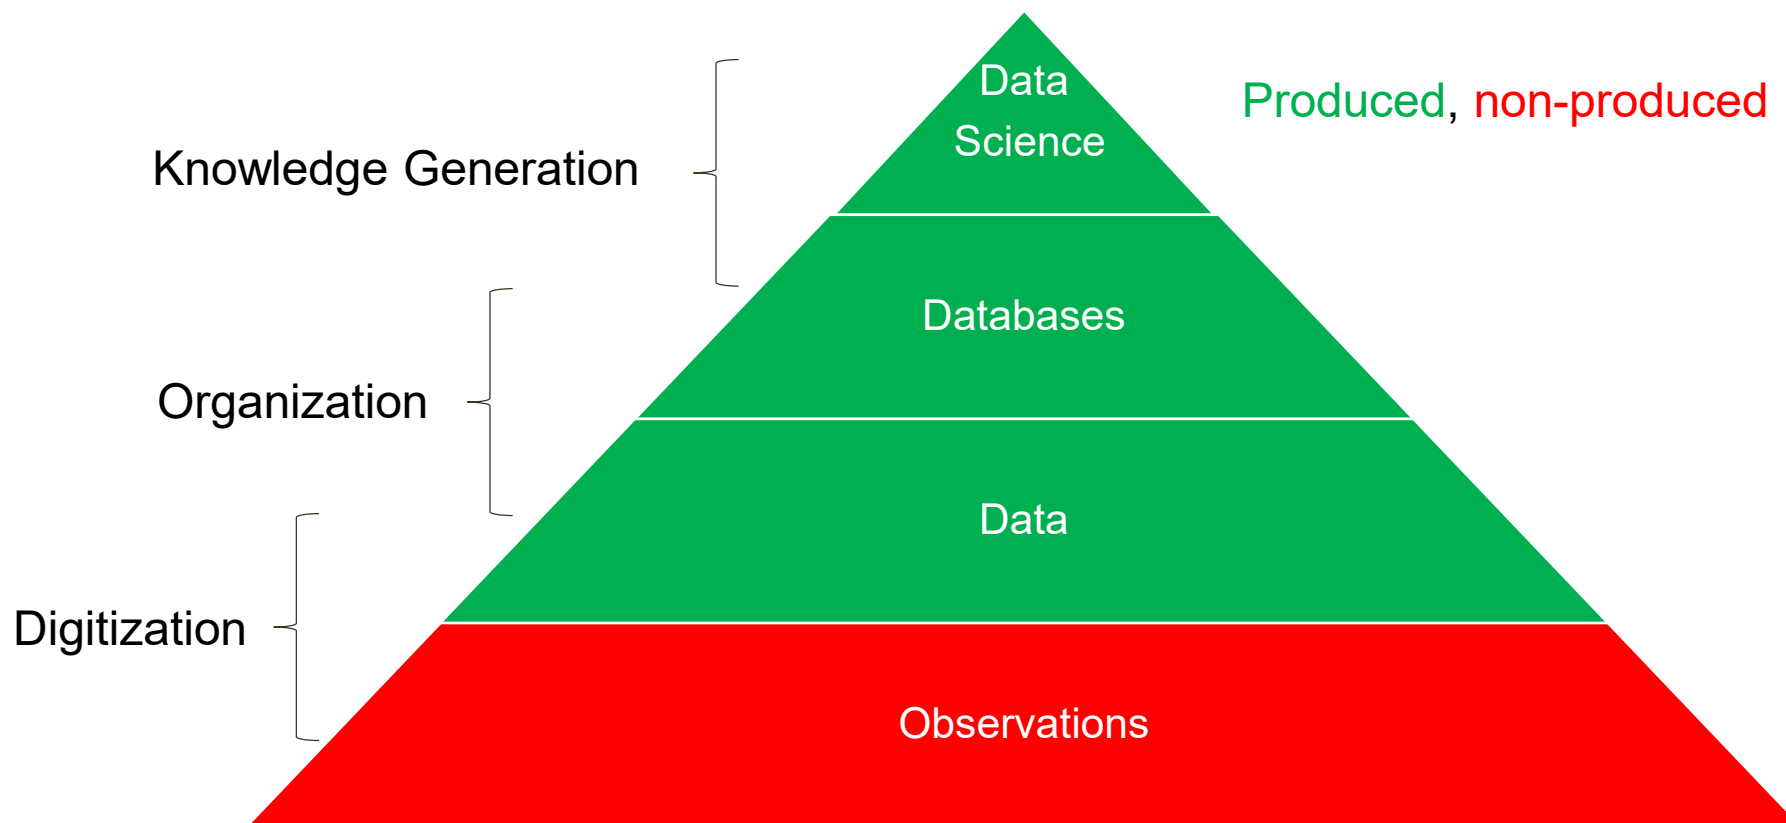 Data
Science
Produced, non-produced
Knowledge Generation
Databases
Organization
Data
Digitization
Observations